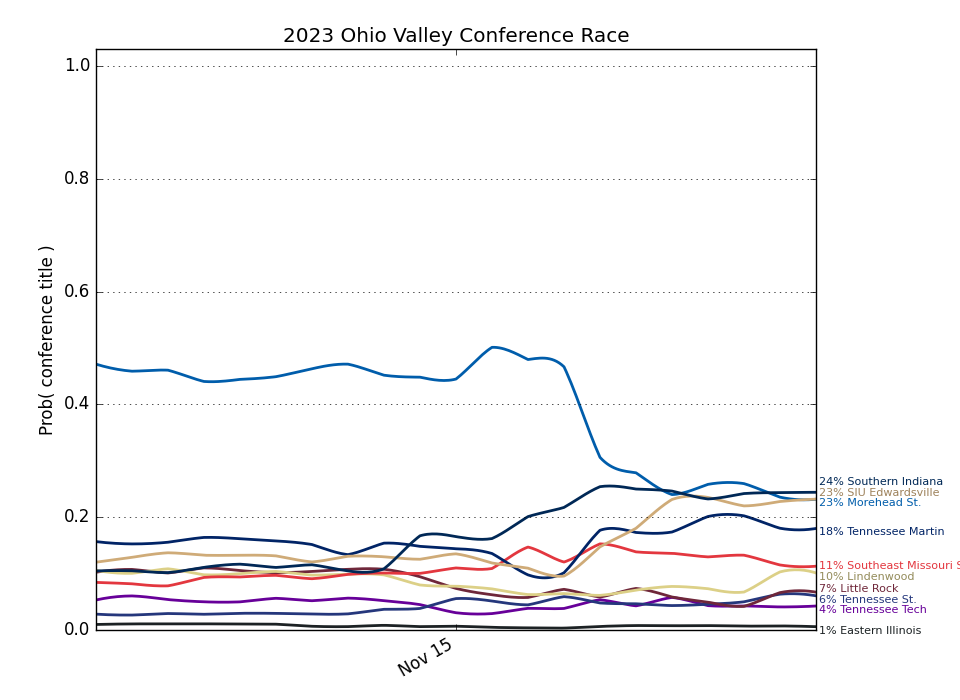 2023 Ohio Valley Conference Race
Prob( conference title )
1.0
0.8
0.6
0.4
0.2
0.0
Nov 15
24% Southern Indiana
23% SIU Edwardsville
23% Morehead St.
18% Tennessee Martin
11% Southeast Missouri S
10% Lindenwood
7% Little Rock
6% Tennessee St.
4% Tennessee Tech
1% Eastern Illinois